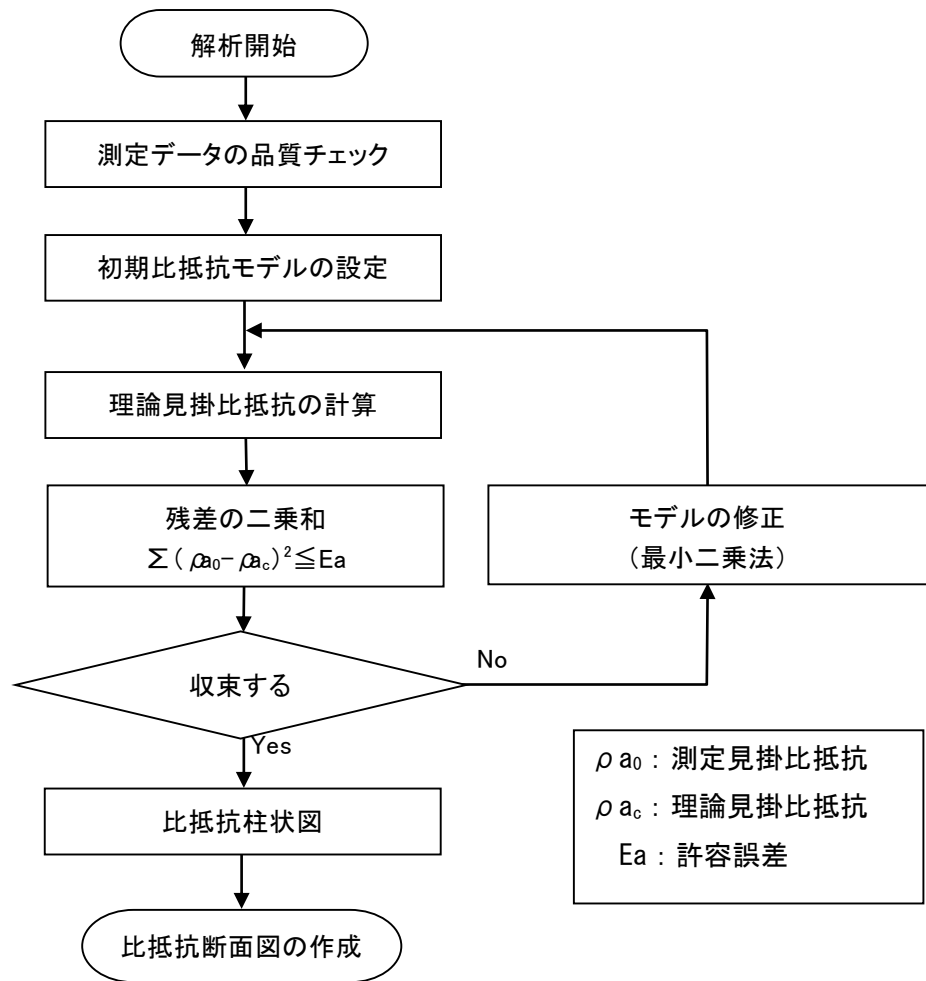 解析開始
測定データの品質チェック
初期比抵抗モデルの設定
理論見掛比抵抗の計算
残差の二乗和
Σ(ρa₀−ρa꜀)²≦Ea
モデルの修正
(最小二乗法)
収束する
No
Yes
比抵抗柱状図
比抵抗断面図の作成
ρa₀：測定見掛比抵抗
ρa꜀：理論見掛比抵抗
Ea：許容誤差